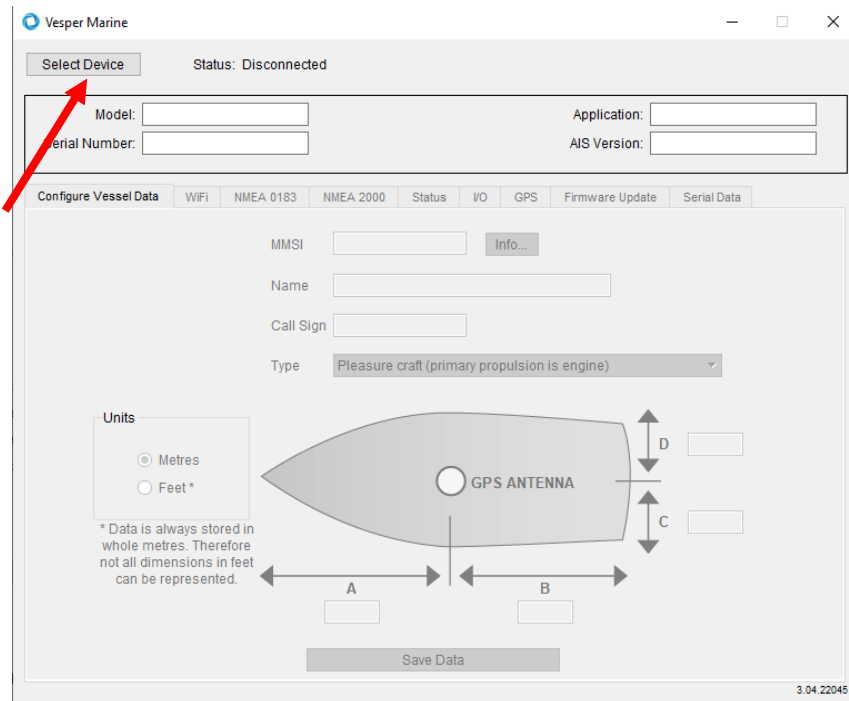 Vesper Marine
Select Device
Status: Disconnected
Model:
Application:
Serial Number:
AIS Version:
Configure Vessel Data
WiFi
NMEA 0183
NMEA 2000
Status
I/O
GPS
Firmware Update
Serial Data
MMSI
Info...
Name
Call Sign
Type
Pleasure craft (primary propulsion is engine)
Units
Metres
Feet *
* Data is always stored in
whole metres. Therefore
not all dimensions in feet
can be represented.
D
GPS ANTENNA
C
A
B
Save Data
3.04.22045